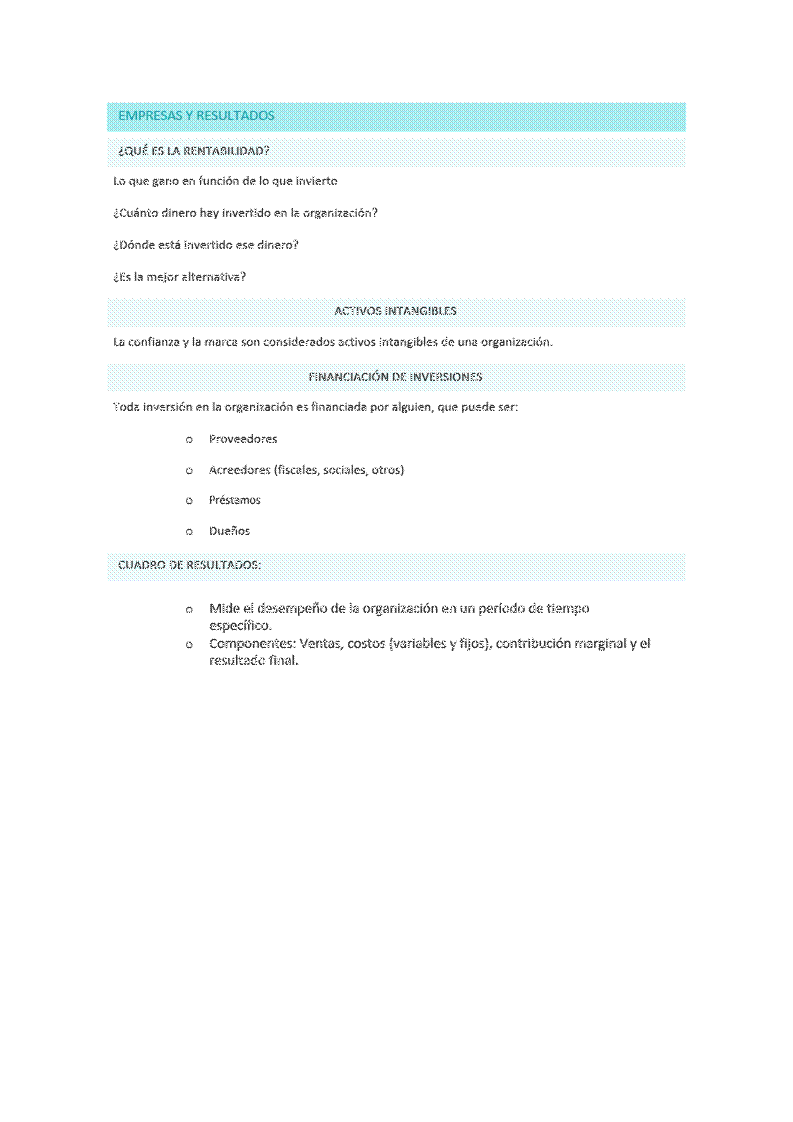 EMPRESAS Y RESULTADOS
¿QUÉ ES LA RENTABILIDAD?
Lo que gano en función de lo que invierto
¿Cuánto dinero hay invertido en la organización?
¿Dónde está invertido ese dinero?
¿Es la mejor alternativa?
ACTIVOS INTANGIBLES
La confianza y la marca son considerados activos intangibles de una organización.
FINANCIACIÓN DE INVERSIONES
Toda inversión en la organización es financiada por alguien, que puede ser:
o Proveedores
o Acreedores (fiscales, sociales, otros)
o Préstamos
o Dueños
CUADRO DE RESULTADOS:
o Mide el desempeño de la organización en un período de tiempo
específico.
o Componentes: Ventas, costos (variables y fijos), contribución marginal y el
resultado final.